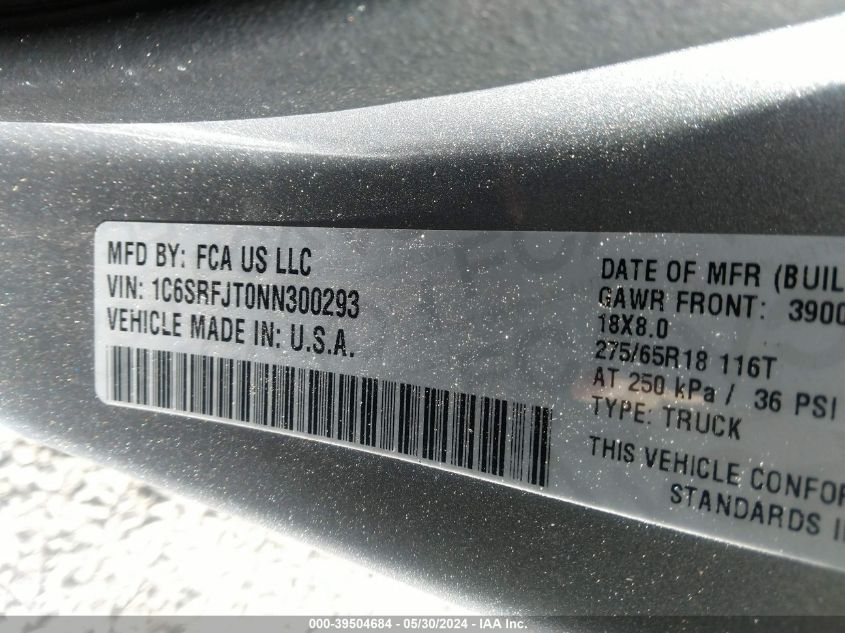 MFD BY: FCA US LLC
VIN: 1C6SRFJT0NN300293
VEHICLE MADE IN: U.S.A.
DATE OF MFR (BUIL
GAWR FRONT: 3900
18X8.0
275/65R18 116T
AT 250 kPa / 36 PSI
TYPE: TRUCK
THIS VEHICLE CONFOR
STANDARDS I
000-39504684 - 05/30/2024 - IAA Inc.